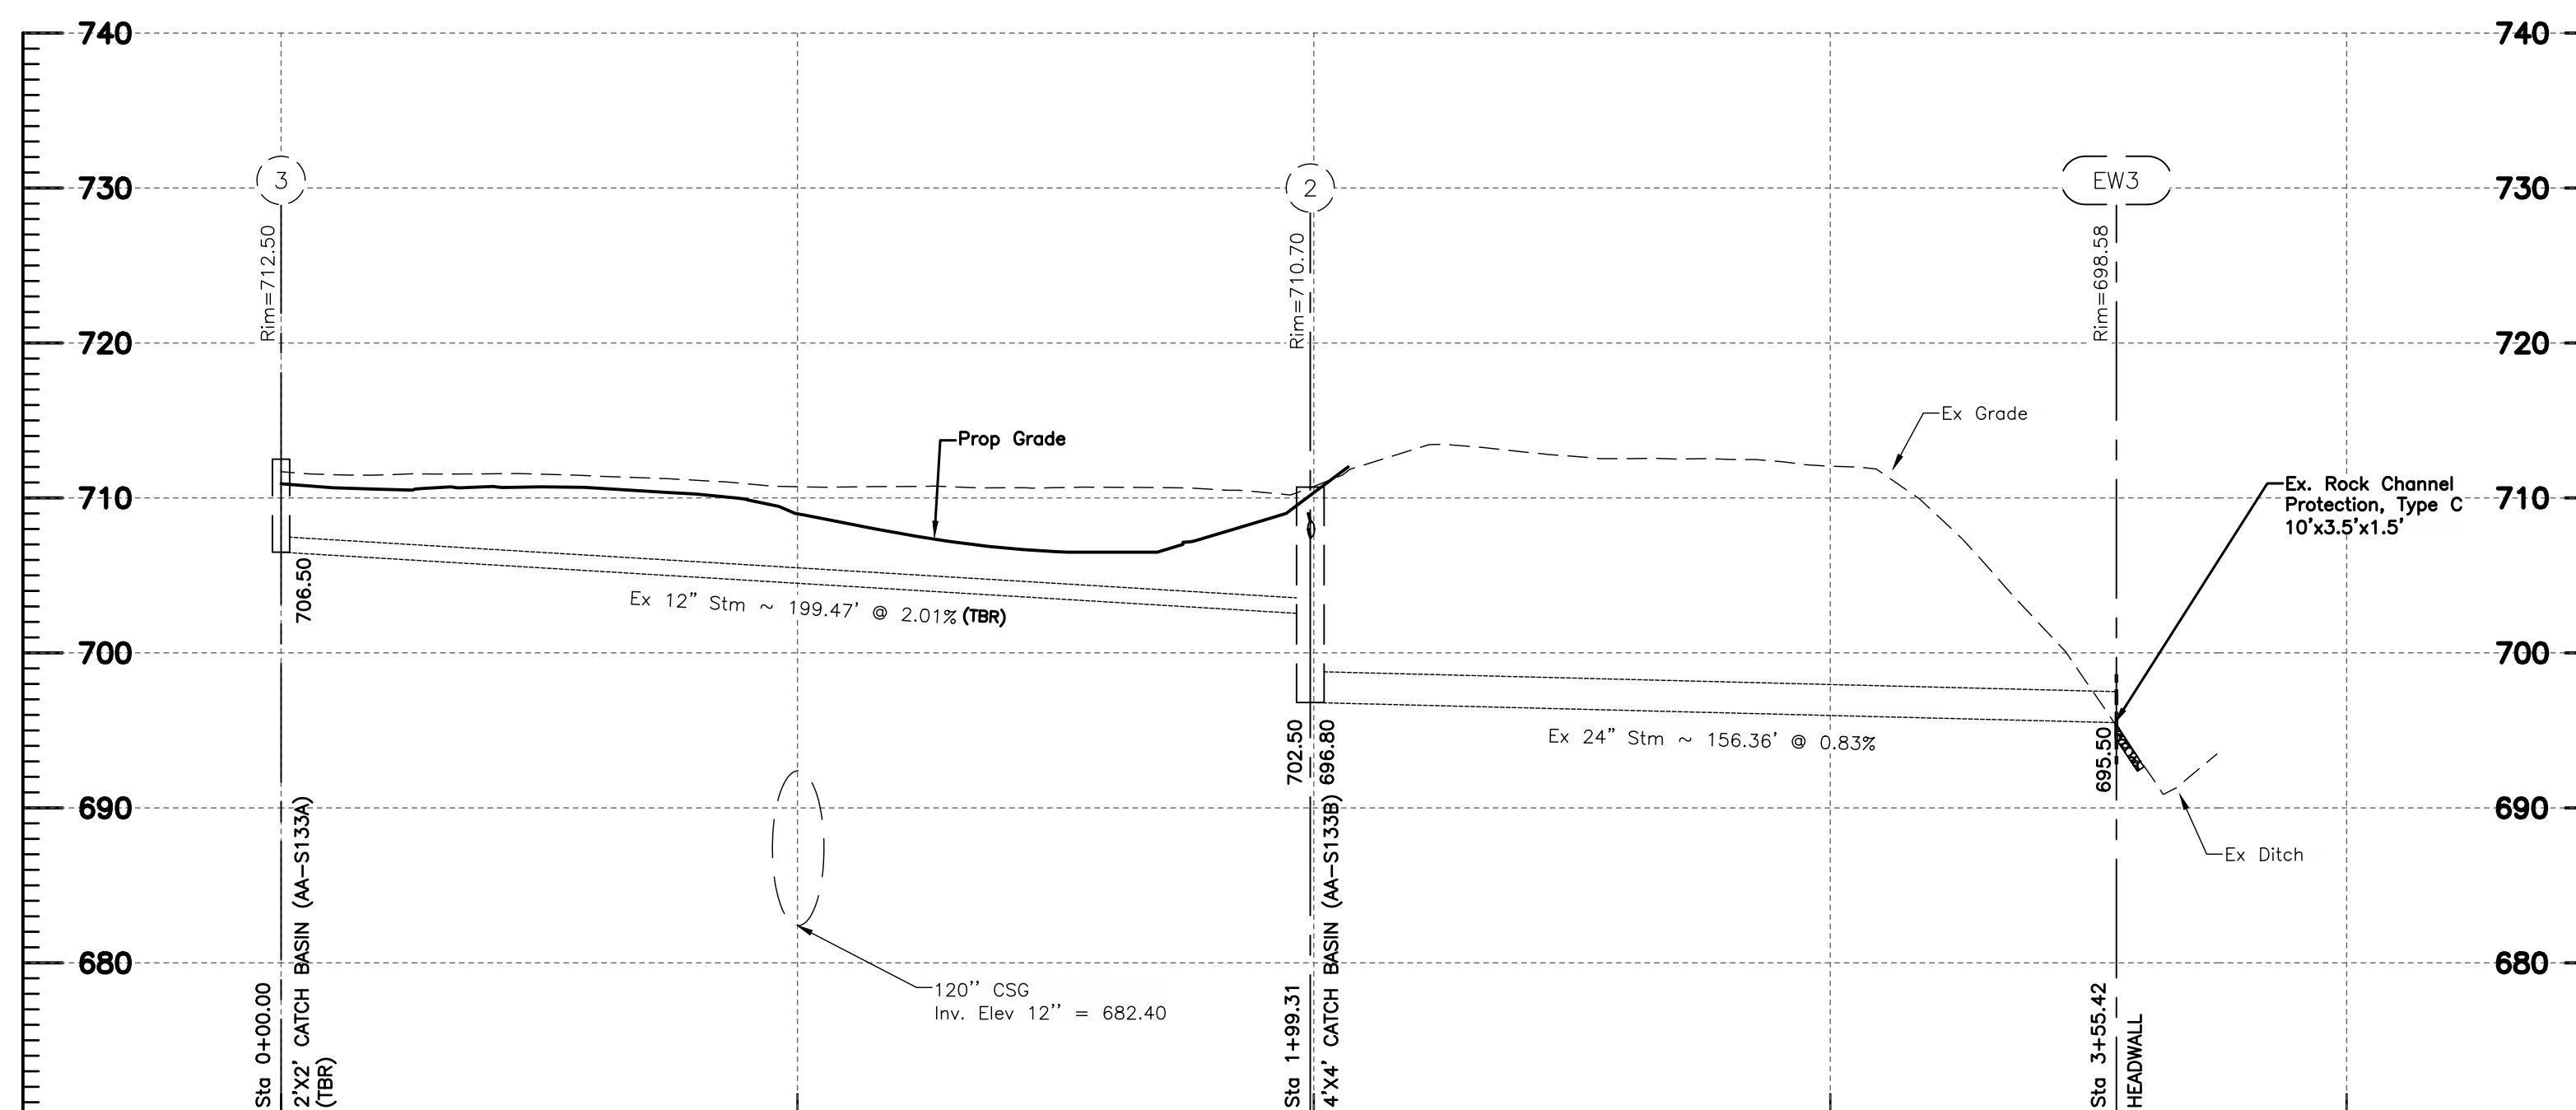 740
740
3
2
EW3
730
730
Rim=712.50
Rim=710.70
Rim=698.58
720
720
Ex Grade
Prop Grade
Ex. Rock Channel
Protection, Type C
10'x3.5'x1.5'
710
710
706.50
Ex 12" Stm ~ 199.47' @ 2.01% (TBR)
700
700
702.50
696.80
Ex 24" Stm ~ 156.36' @ 0.83%
695.50
690
690
Ex Ditch
680
680
120'' CSG
Inv. Elev 12'' = 682.40
Sta 0+00.00
2'X2' CATCH BASIN (AA-S133A)
(TBR)
Sta 1+99.31
4'X4' CATCH BASIN (AA-S133B)
Sta 3+55.42
HEADWALL